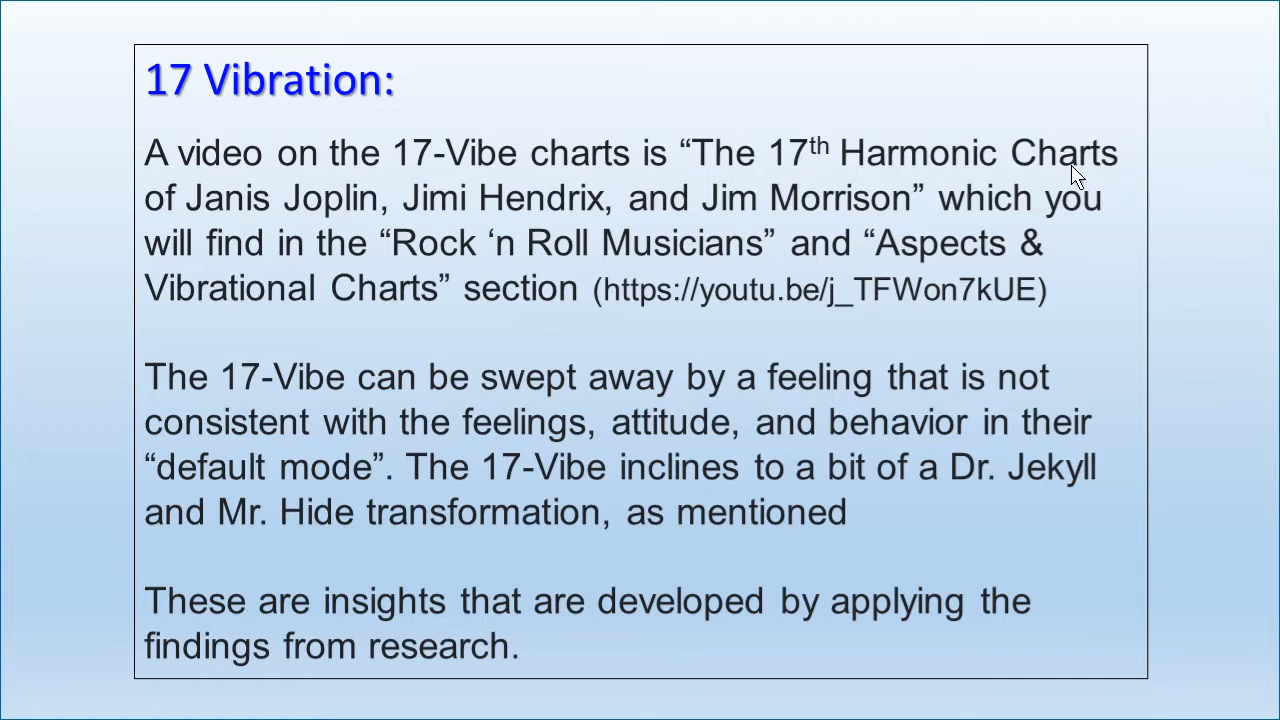 17 Vibration:
A video on the 17-Vibe charts is “The 17th Harmonic Charts
of Janis Joplin, Jimi Hendrix, and Jim Morrison” which you
will find in the “Rock ‘n Roll Musicians” and “Aspects &
Vibrational Charts” section (https://youtu.be/j_TFWon7kUE)
The 17-Vibe can be swept away by a feeling that is not
consistent with the feelings, attitude, and behavior in their
“default mode”. The 17-Vibe inclines to a bit of a Dr. Jekyll
and Mr. Hide transformation, as mentioned
These are insights that are developed by applying the
findings from research.